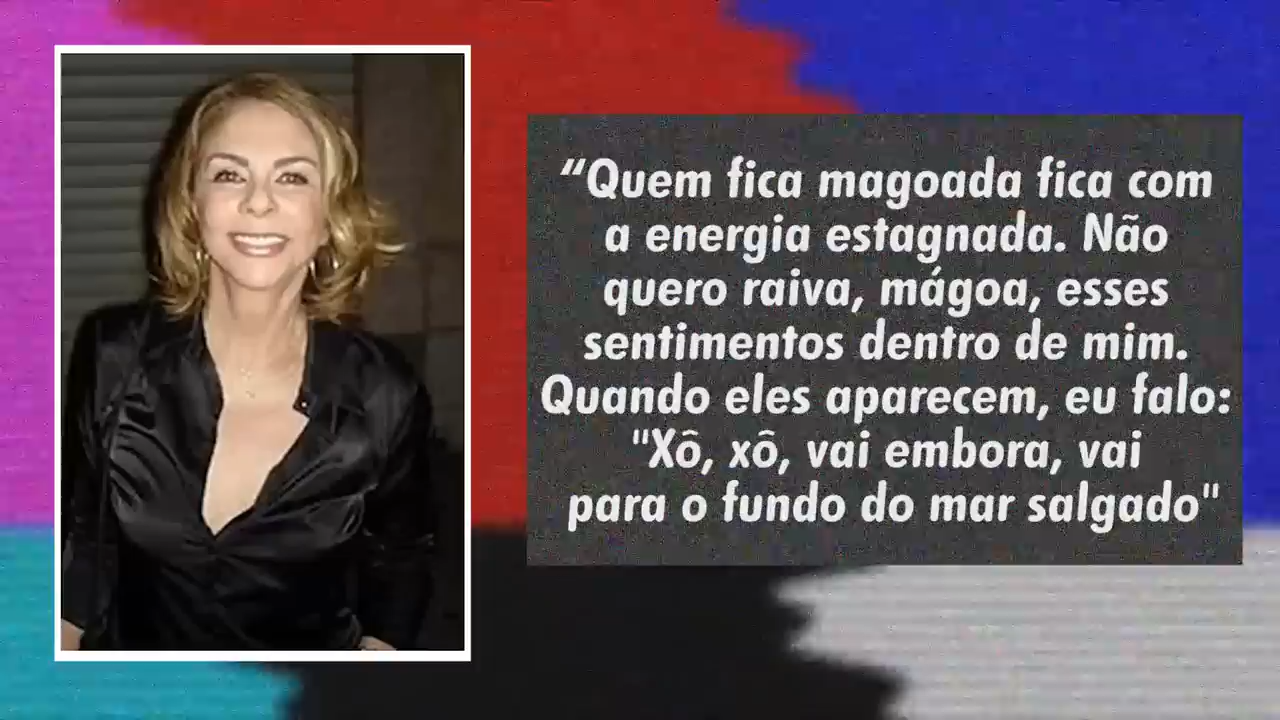 “Quem fica magoada fica com
a energia estagnada. Não
quero raiva, mágoa, esses
sentimentos dentro de mim.
Quando eles aparecem, eu falo:
"Xô, xô, vai embora, vai
para o fundo do mar salgado"